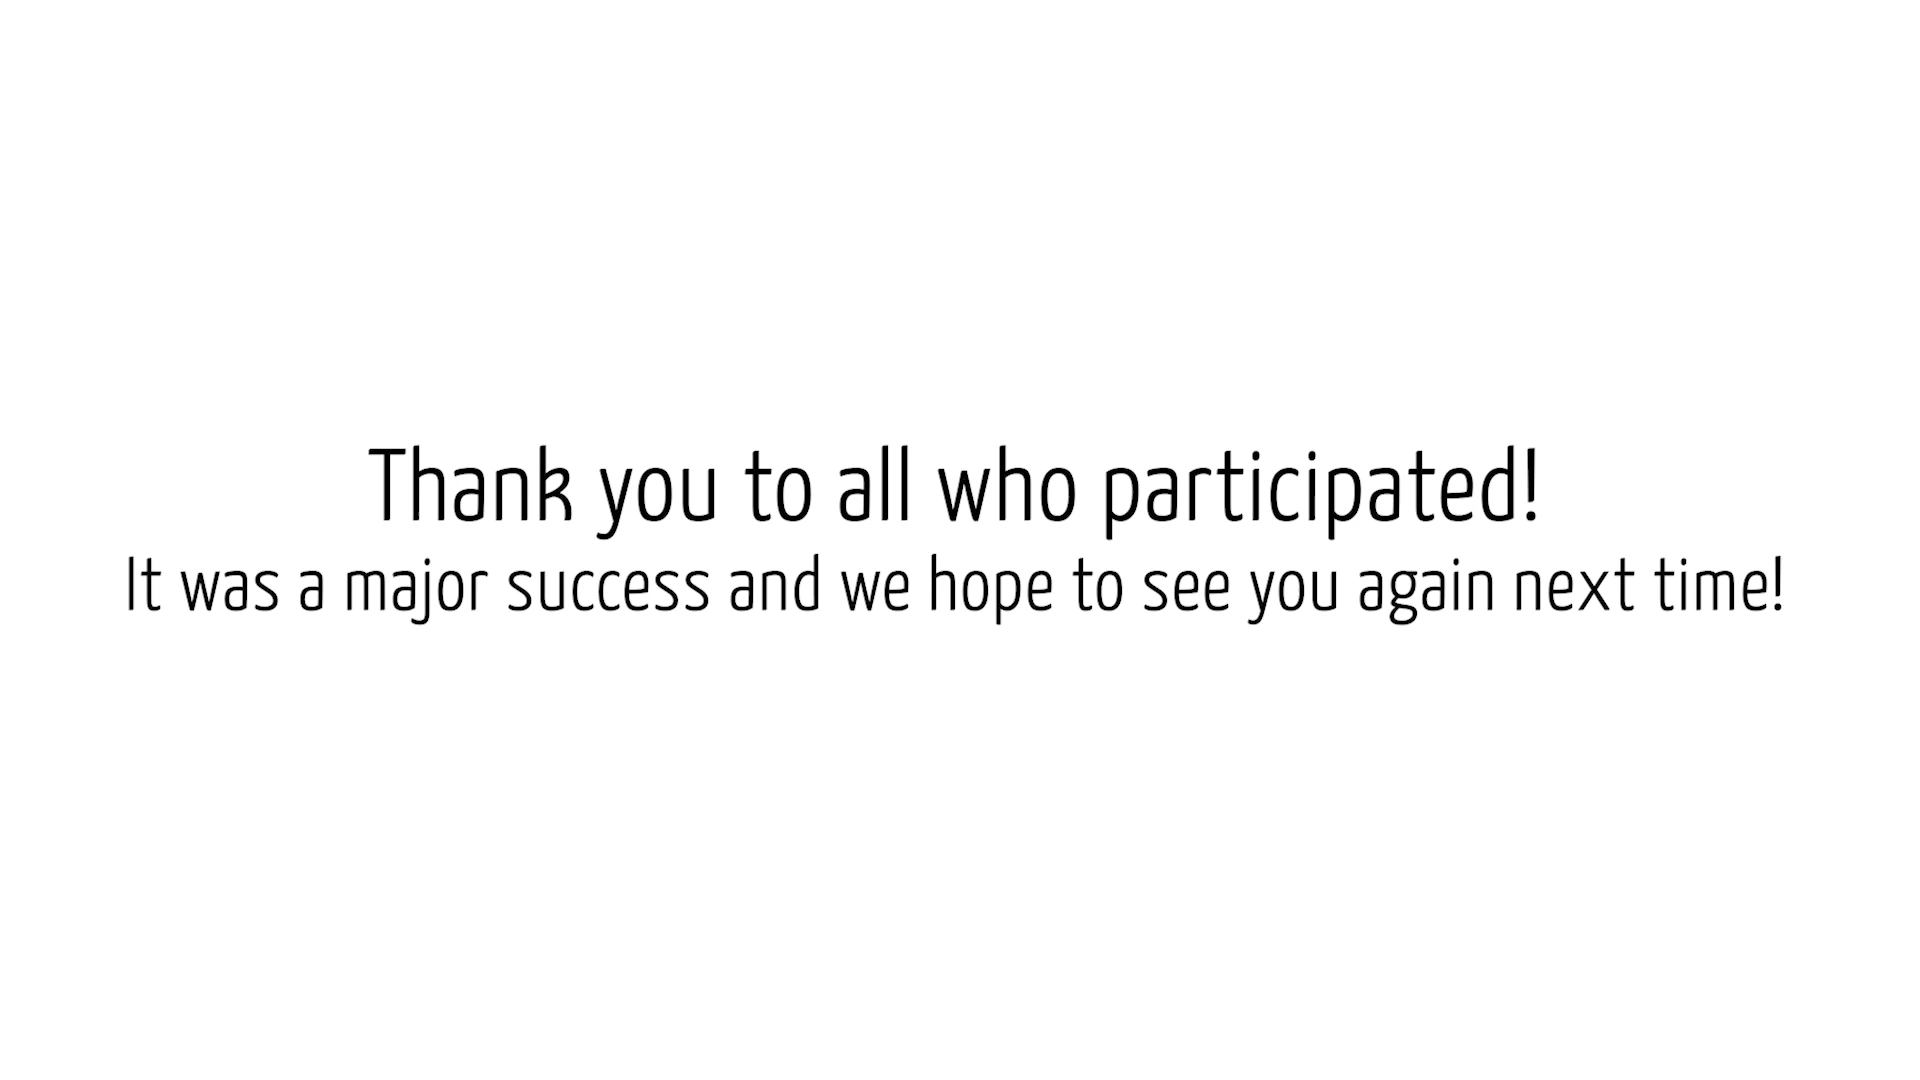 Thank you to all who participated!
It was a major success and we hope to see you again next time!